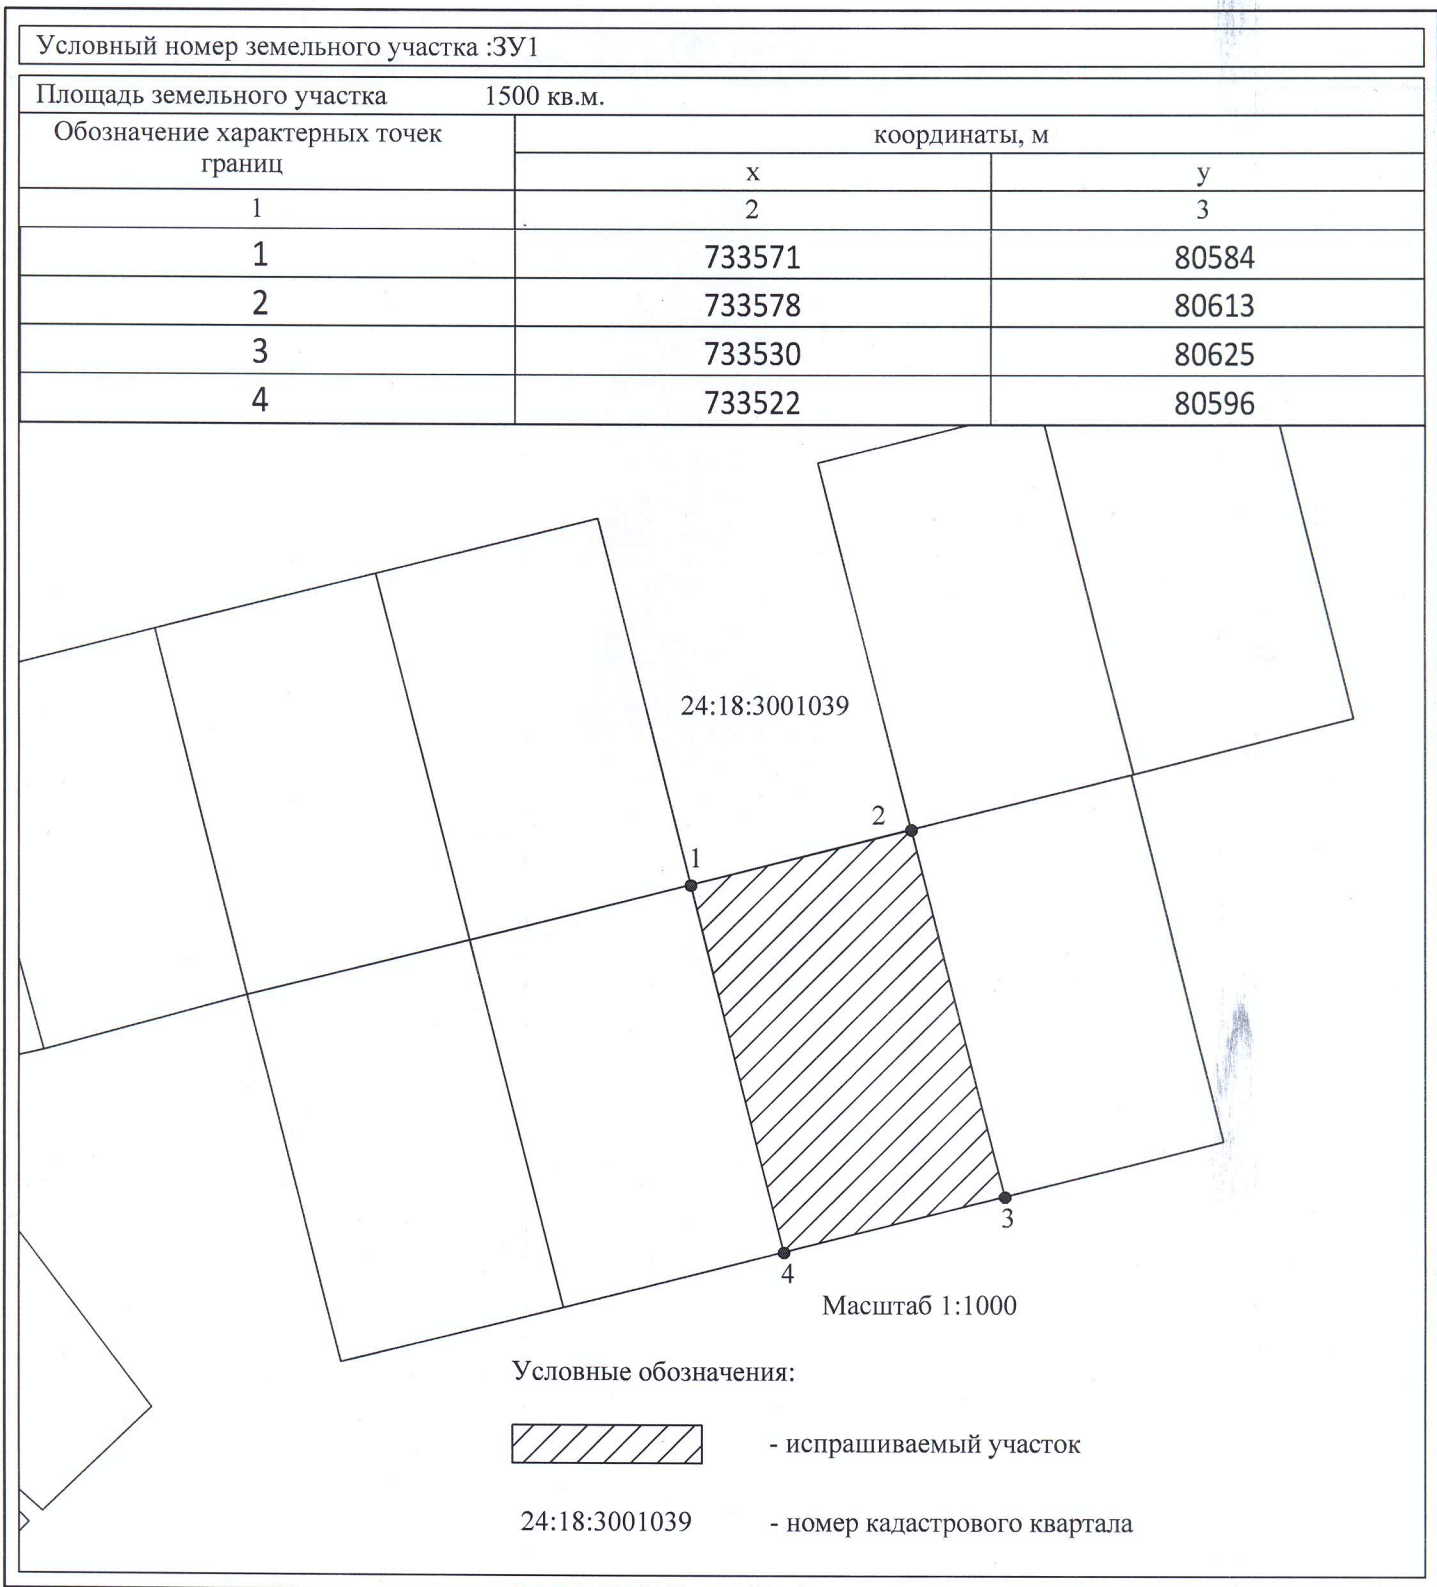 Условный номер земельного участка :ЗУ1
Площадь земельного участка 1500 кв.м.
Обозначение характерных точек границ
координаты, м
x
y
1 2 3
1 733571 80584
2 733578 80613
3 733530 80625
4 733522 80596
24:18:3001039
2
1
3
4
Масштаб 1:1000
Условные обозначения:
- испрашиваемый участок
24:18:3001039 - номер кадастрового квартала